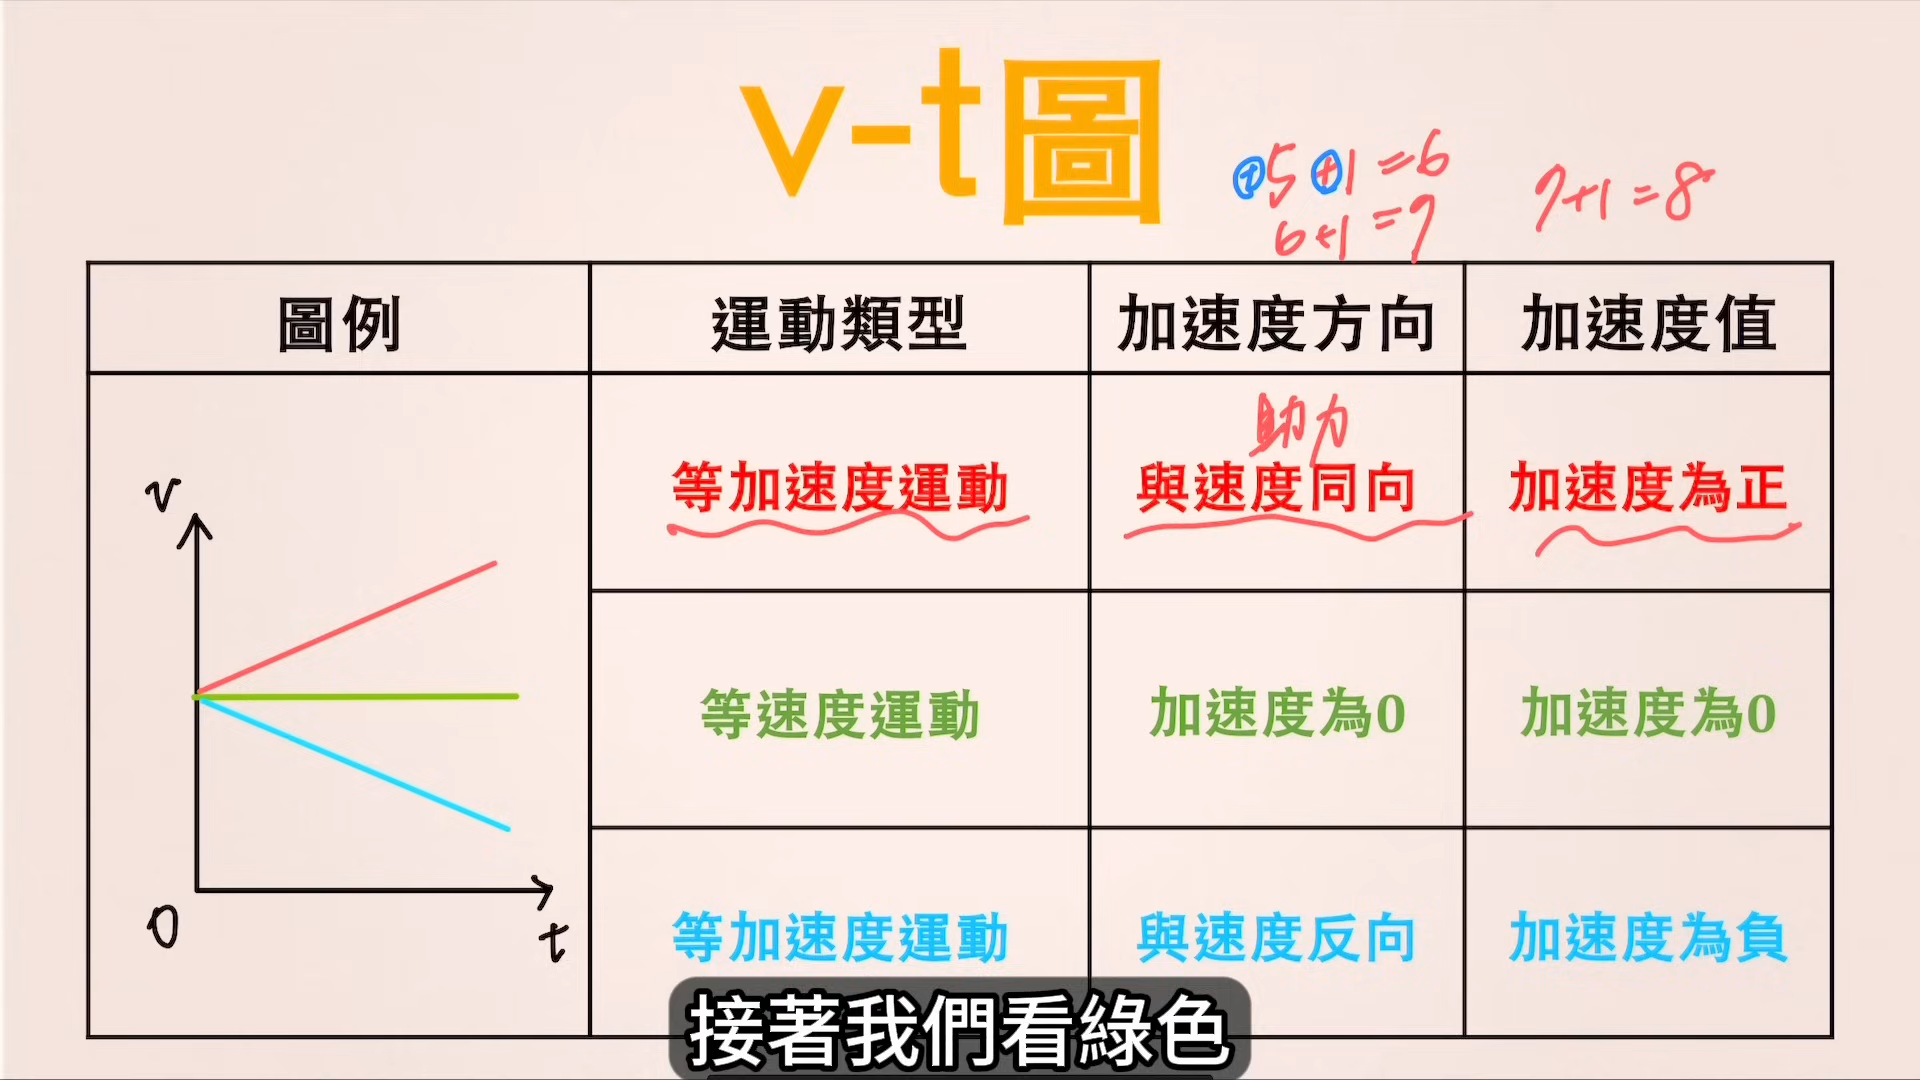 v-t圖
+5+1=6
6+1=7
7+1=8
圖例
運動類型
加速度方向
加速度值
v
0
t
等加速度運動
助力
與速度同向
加速度為正
等速度運動
加速度為0
加速度為0
等加速度運動
與速度反向
加速度為負
接著我們看綠色